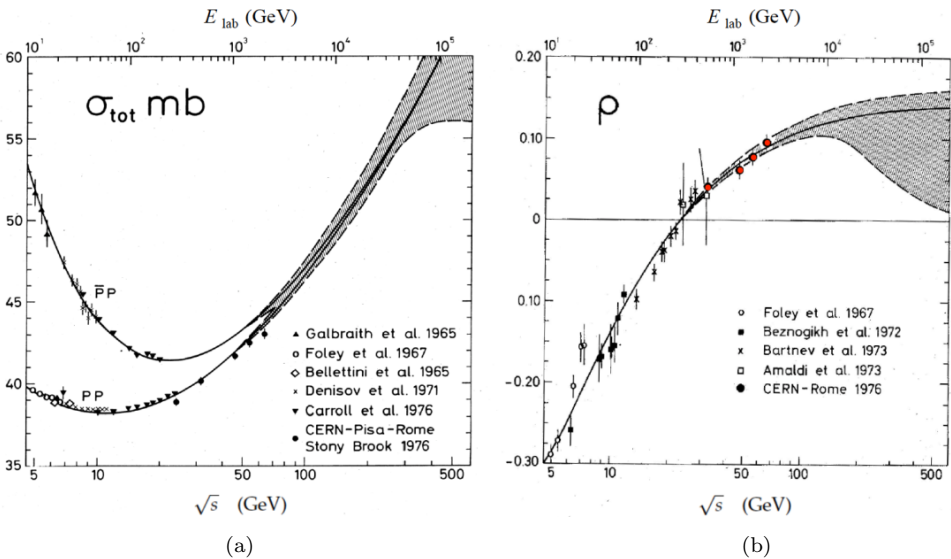 E lab (GeV)
10¹ 10² 10³ 10⁴ 10⁵
60
55
50
45
40
35
σtot mb
p̅p
pp
▲ Galbraith et al. 1965
○ Foley et al. 1967
◇ Bellettini et al. 1965
× Denisov et al. 1971
▼ Carroll et al. 1976
● CERN-Pisa-Rome
Stony Brook 1976
5 10 50 100 500
√s (GeV)
(a)
E lab (GeV)
10¹ 10² 10³ 10⁴ 10⁵
0.10
0
0.10
-0.20
-0.30
ρ
○ Foley et al. 1967
■ Beznogikh et al. 1972
× Bartnev et al. 1973
□ Amaldi et al. 1973
● CERN-Rome 1976
5 10 50 100 500
√s (GeV)
(b)